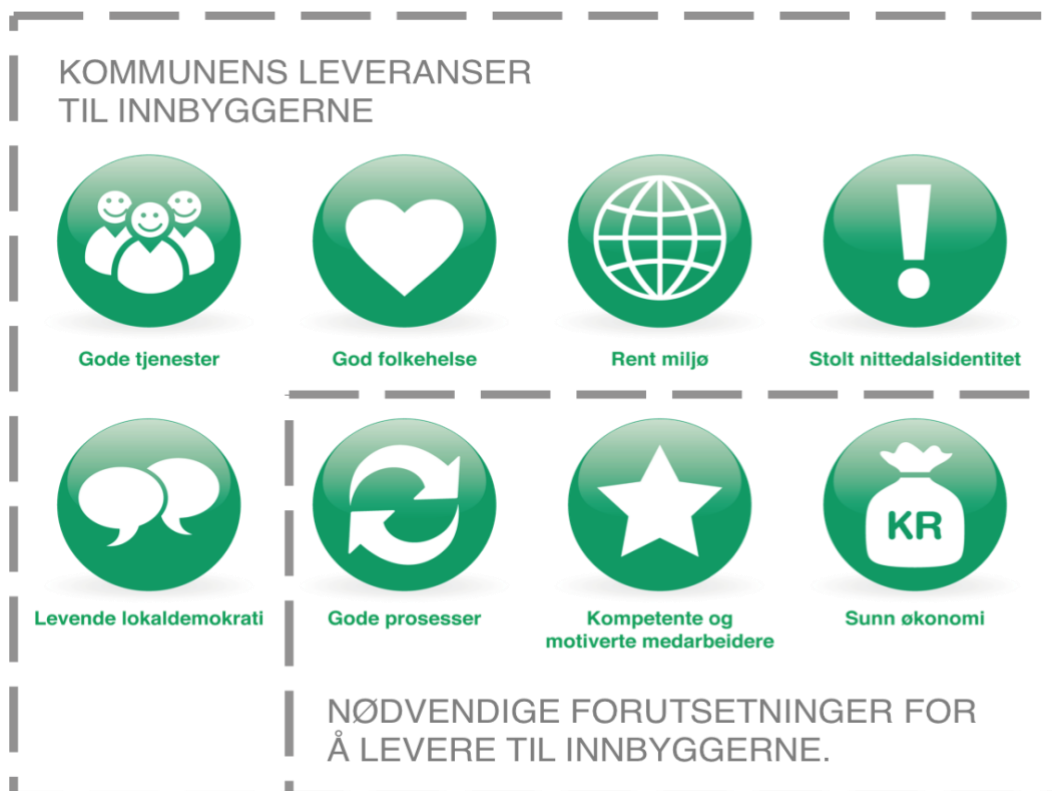 KOMMUNENS LEVERANSER
TIL INNBYGGERNE
Gode tjenester
God folkehelse
Rent miljø
Stolt nittedalsidentitet
Levende lokaldemokrati
Gode prosesser
Kompetente og
motiverte medarbeidere
KR
Sunn økonomi
NØDVENDIGE FORUTSETNINGER FOR
Å LEVERE TIL INNBYGGERNE.